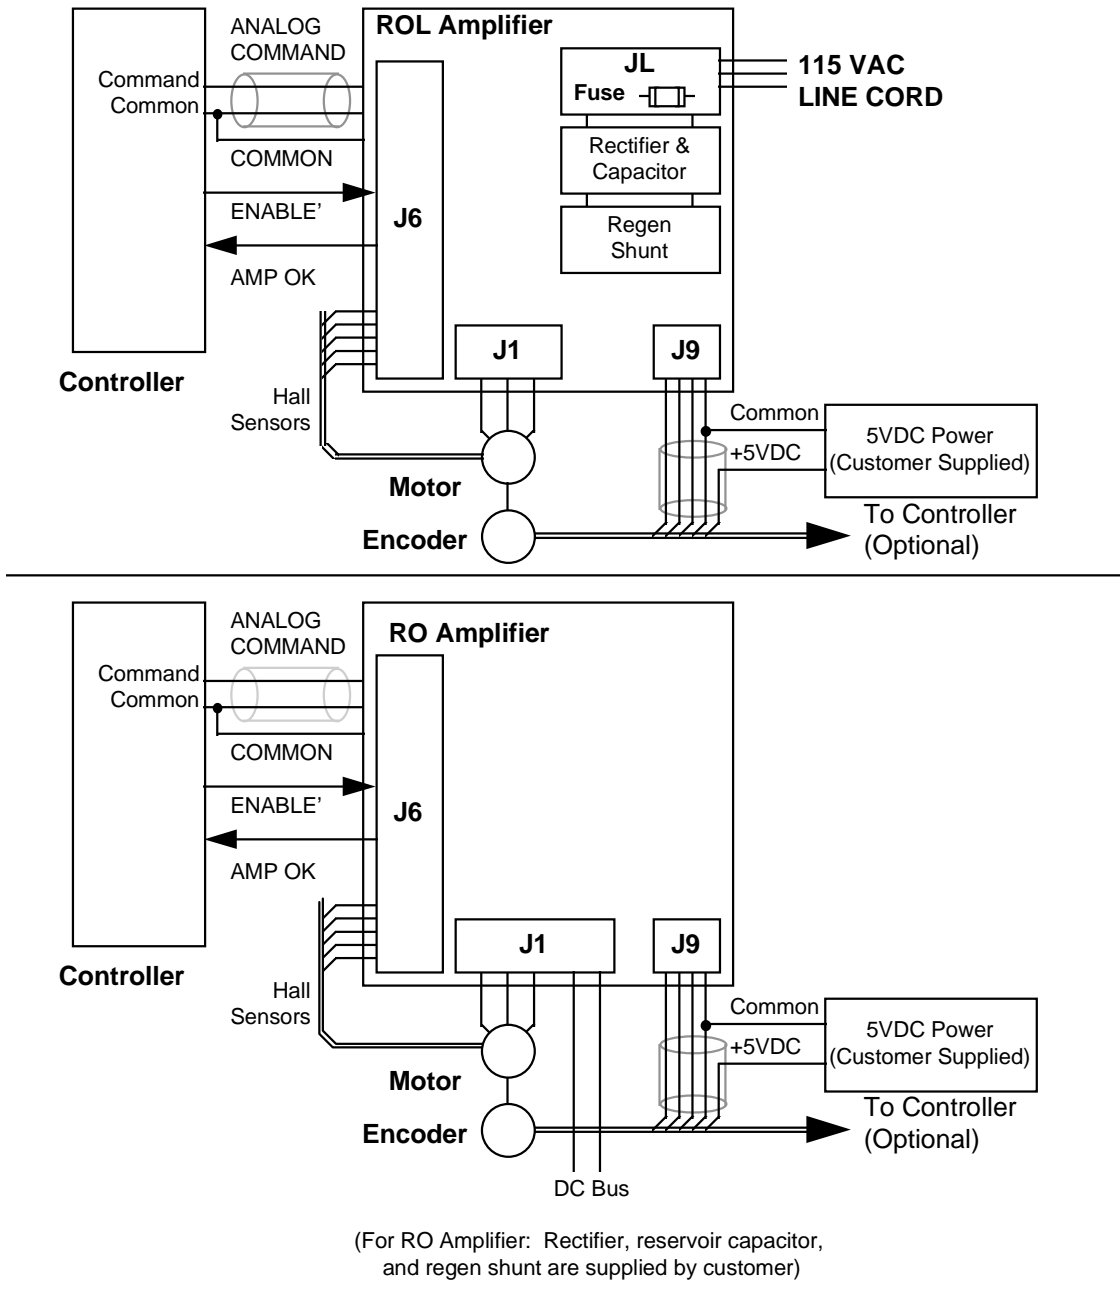 ROL Amplifier
ANALOG
COMMAND
Command
Common
COMMON
ENABLE’
AMP OK
J6
JL
Fuse
115 VAC
LINE CORD
Rectifier &
Capacitor
Regen
Shunt
J1
J9
Controller
Hall
Sensors
Common
+5VDC
5VDC Power
(Customer Supplied)
Motor
Encoder
To Controller
(Optional)
RO Amplifier
ANALOG
COMMAND
Command
Common
COMMON
ENABLE’
AMP OK
J6
J1
J9
Controller
Hall
Sensors
Common
+5VDC
5VDC Power
(Customer Supplied)
Motor
Encoder
To Controller
(Optional)
DC Bus
(For RO Amplifier: Rectifier, reservoir capacitor,
and regen shunt are supplied by customer)